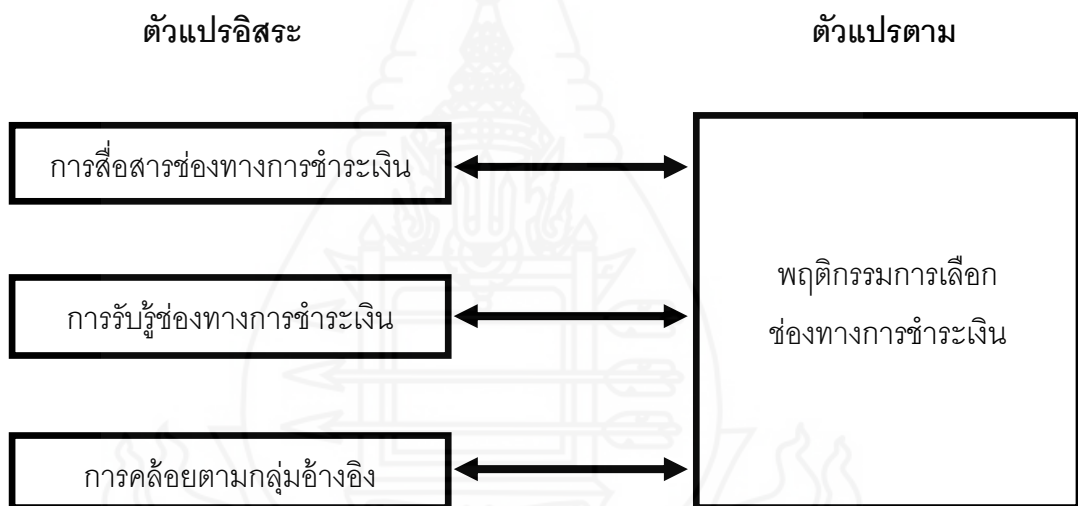 ตัวแปรอิสระ
ตัวแปรตาม
การสื่อสารช่องทางการชำระเงิน
การรับรู้ช่องทางการชำระเงิน
การคล้อยตามกลุ่มอ้างอิง
พฤติกรรมการเลือก
ช่องทางการชำระเงิน